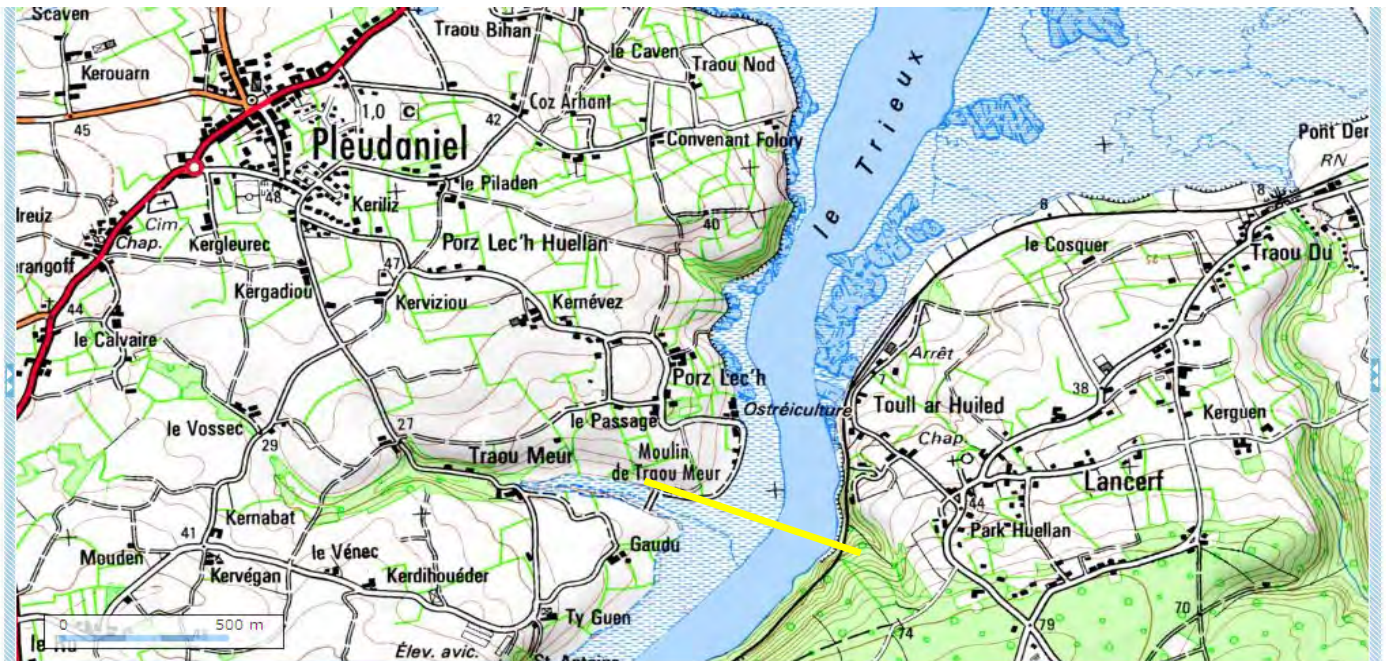 Scaven
Traou Bihan
le Caven
Kerouarn
Traou Nod
Coz Arhant
1,0
C
42
45
Pleudaniel
Convenant Folory
le Trieux
Pont
RN
8
8
le Piladen
48
Keriliz
Cim.
Chap.
Kergleurec
Porz Lec'h Huellan
40
le Cosquer
Traou Du
47
Kergadiou
Kerviziou
Kernévez
44
le Calvaire
Arrêt
7
38
Porz Lec'h
Ostréiculture
Toull ar Huiled
Kerguen
le Passage
le Vossec
27
29
Chap.
Traou Meur
Moulin
de Traou Meur
Lancerf
44
Kernabat
Park Huellan
41
Mouden
le Vénec
Gaudu
Kervégan
Kerdihouéder
Ty Guen
70
74
79
0
500 m
Élev. avic.